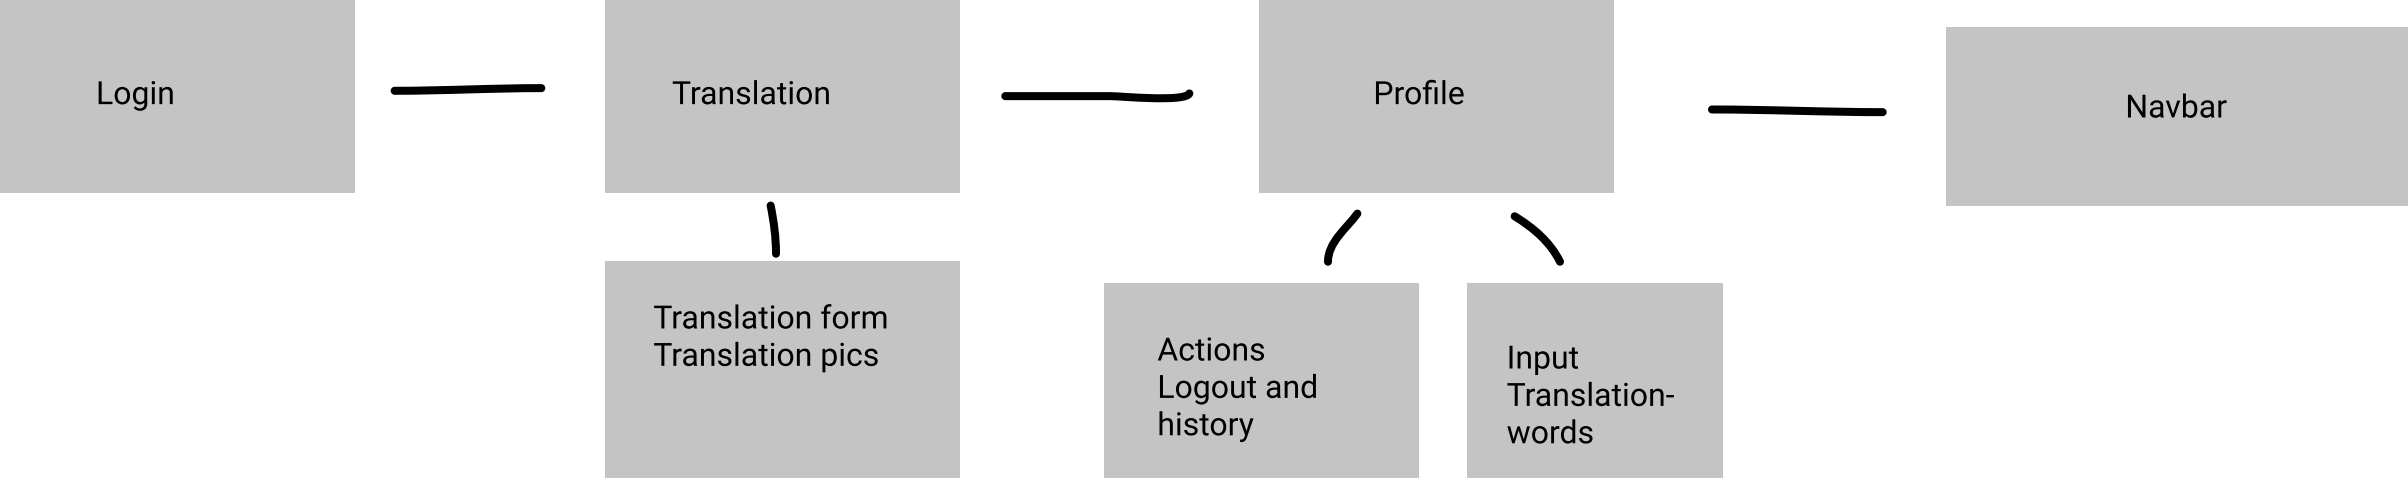 Login
Translation
Profile
Navbar
Translation form
Translation pics
Actions
Logout and
history
Input
Translation-
words